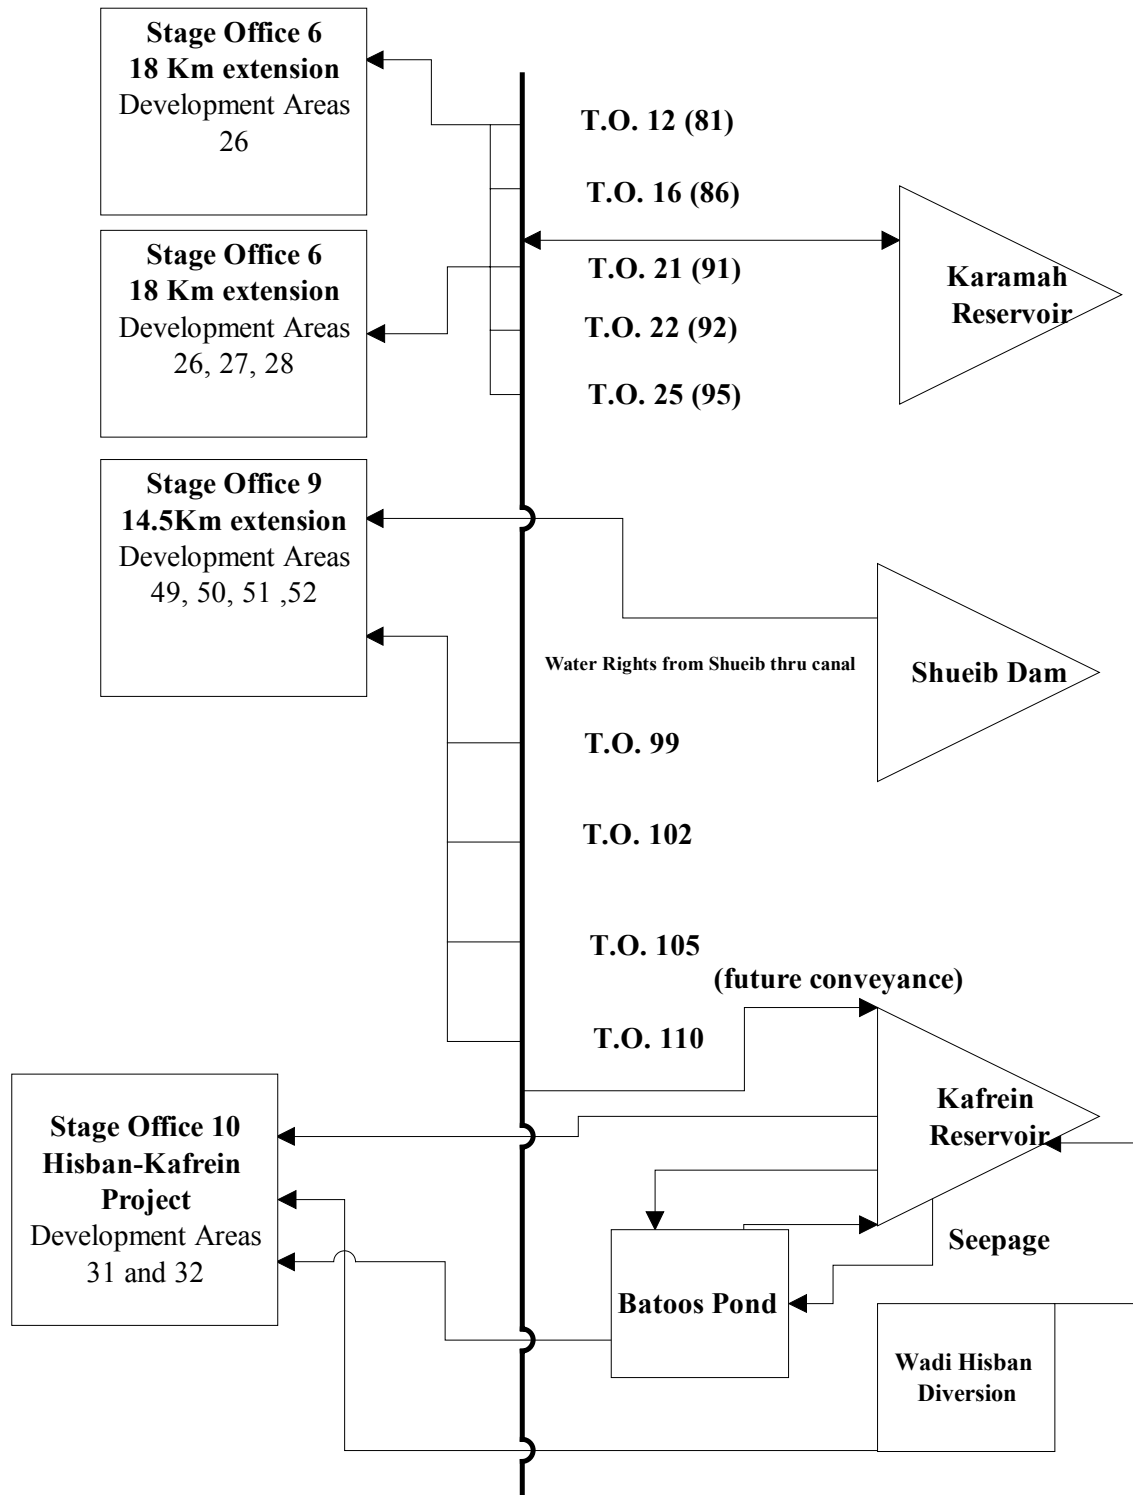 Stage Office 6
18 Km extension
Development Areas
26
T.O. 12 (81)
T.O. 16 (86)
Stage Office 6
18 Km extension
Development Areas
26, 27, 28
T.O. 21 (91)
Karamah
Reservoir
T.O. 22 (92)
T.O. 25 (95)
Stage Office 9
14.5Km extension
Development Areas
49, 50, 51 ,52
Water Rights from Shueib thru canal
Shueib Dam
T.O. 99
T.O. 102
T.O. 105
(future conveyance)
T.O. 110
Kafrein
Reservoir
Stage Office 10
Hisban-Kafrein
Project
Development Areas
31 and 32
Seepage
Batoos Pond
Wadi Hisban
Diversion